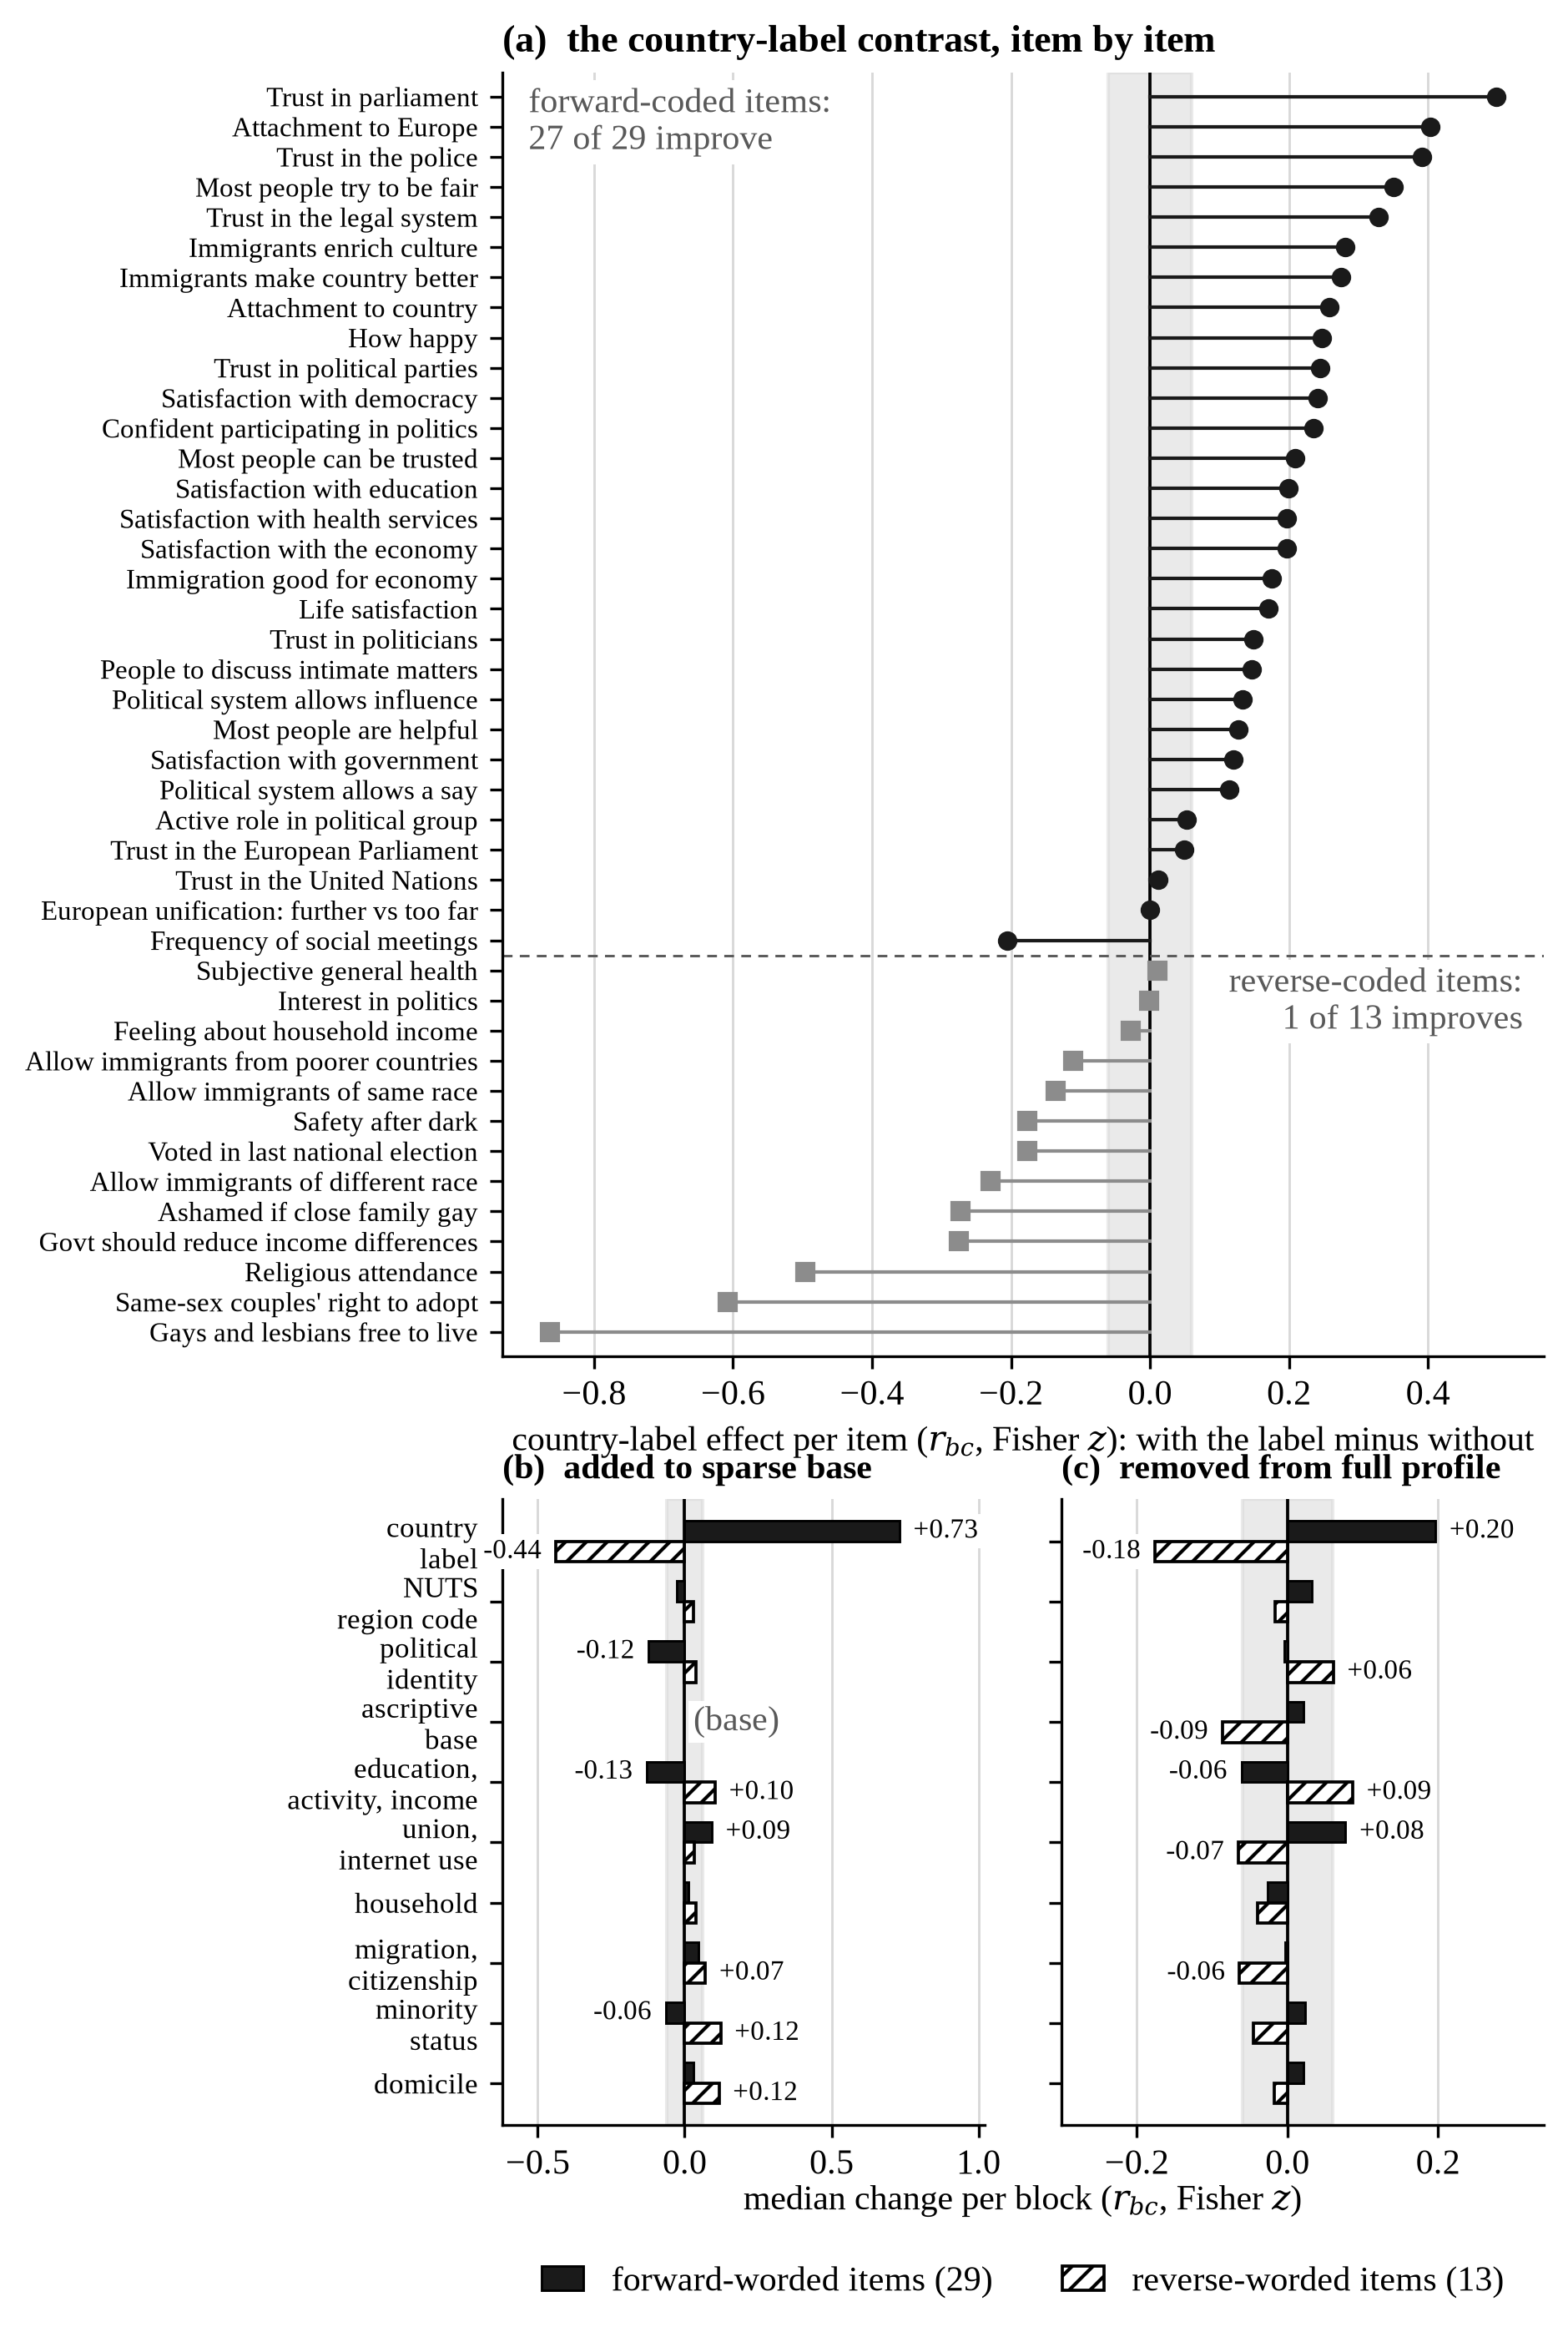 (a) the country-label contrast, item by item
forward-coded items:
27 of 29 improve
Trust in parliament
Attachment to Europe
Trust in the police
Most people try to be fair
Trust in the legal system
Immigrants enrich culture
Immigrants make country better
Attachment to country
How happy
Trust in political parties
Satisfaction with democracy
Confident participating in politics
Most people can be trusted
Satisfaction with education
Satisfaction with health services
Satisfaction with the economy
Immigration good for economy
Life satisfaction
Trust in politicians
People to discuss intimate matters
Political system allows influence
Most people are helpful
Satisfaction with government
Political system allows a say
Active role in political group
Trust in the European Parliament
Trust in the United Nations
European unification: further vs too far
Frequency of social meetings
Subjective general health
Interest in politics
Feeling about household income
Allow immigrants from poorer countries
Allow immigrants of same race
Safety after dark
Voted in last national election
Allow immigrants of different race
Ashamed if close family gay
Govt should reduce income differences
Religious attendance
Same-sex couples' right to adopt
Gays and lesbians free to live
reverse-coded items:
1 of 13 improves
−0.8 −0.6 −0.4 −0.2 0.0 0.2 0.4
country-label effect per item (r_bc, Fisher z): with the label minus without
(b) added to sparse base
country
label
NUTS
region code
political
identity
ascriptive
base
education,
activity, income
union,
internet use
household
migration,
citizenship
minority
status
domicile
+0.73
-0.44
-0.12
(base)
-0.13
+0.10
+0.09
+0.07
-0.06
+0.12
+0.12
−0.5 0.0 0.5 1.0
(c) removed from full profile
+0.20
-0.18
+0.06
-0.09
-0.06
+0.09
+0.08
-0.07
-0.06
−0.2 0.0 0.2
median change per block (r_bc, Fisher z)
forward-worded items (29)
reverse-worded items (13)